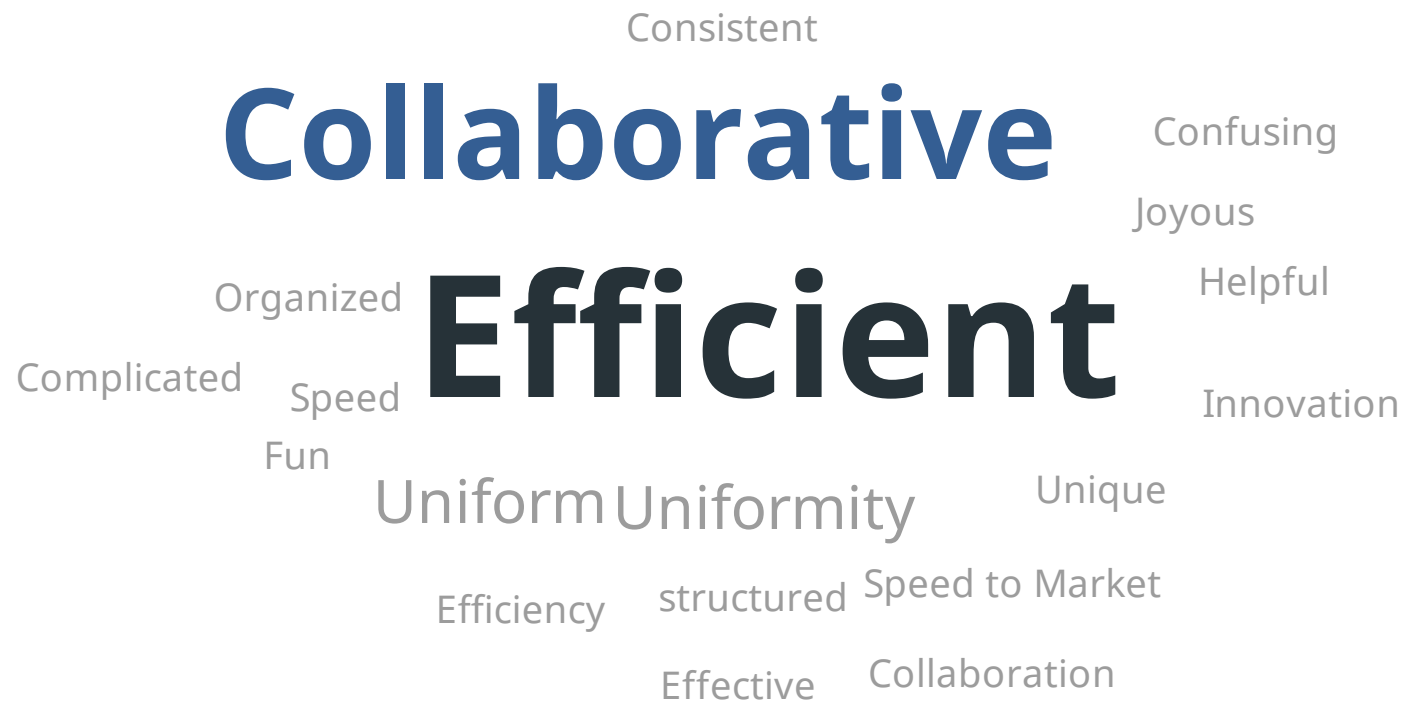 Consistent
Collaborative
Confusing
Joyous
Helpful
Organized
Efficient
Complicated
Speed
Innovation
Fun
Uniform
Uniformity
Unique
Efficiency
structured
Speed to Market
Effective
Collaboration